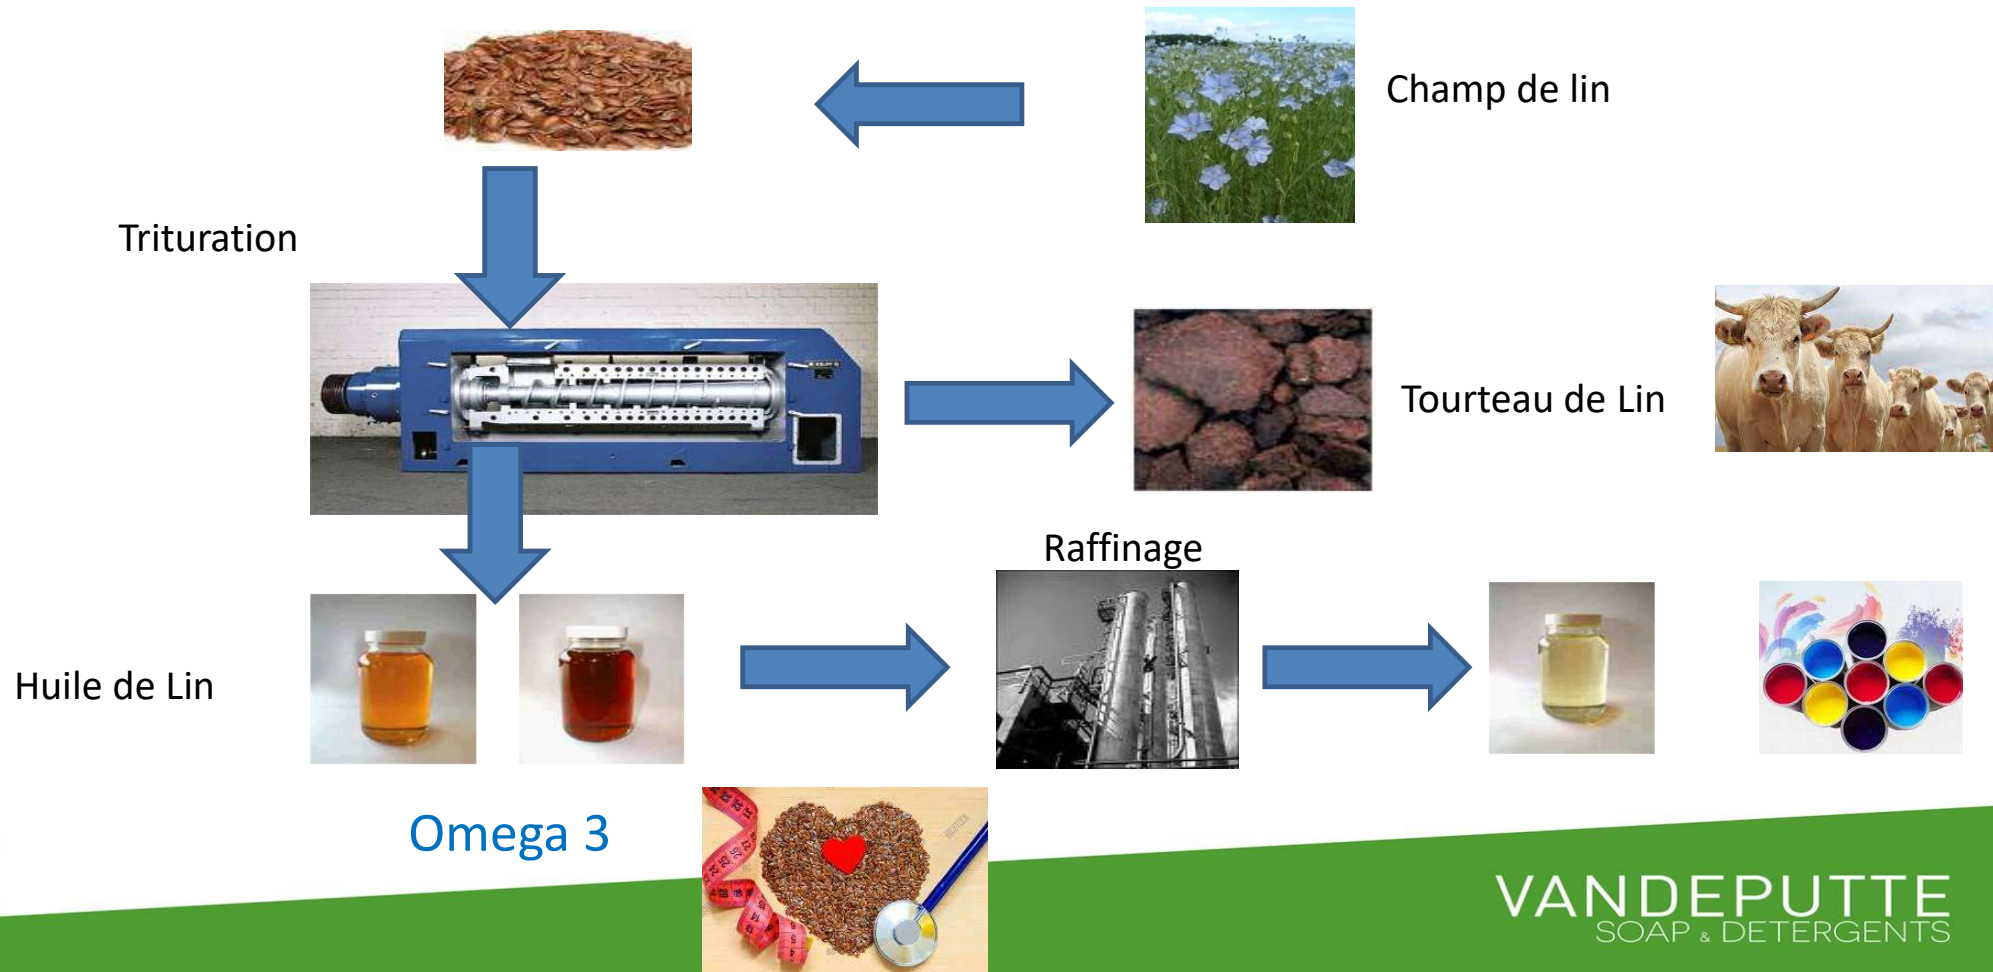 Champ de lin
Trituration
Tourteau de Lin
Raffinage
Huile de Lin
Omega 3
VANDEPUTTE
SOAP & DETERGENTS